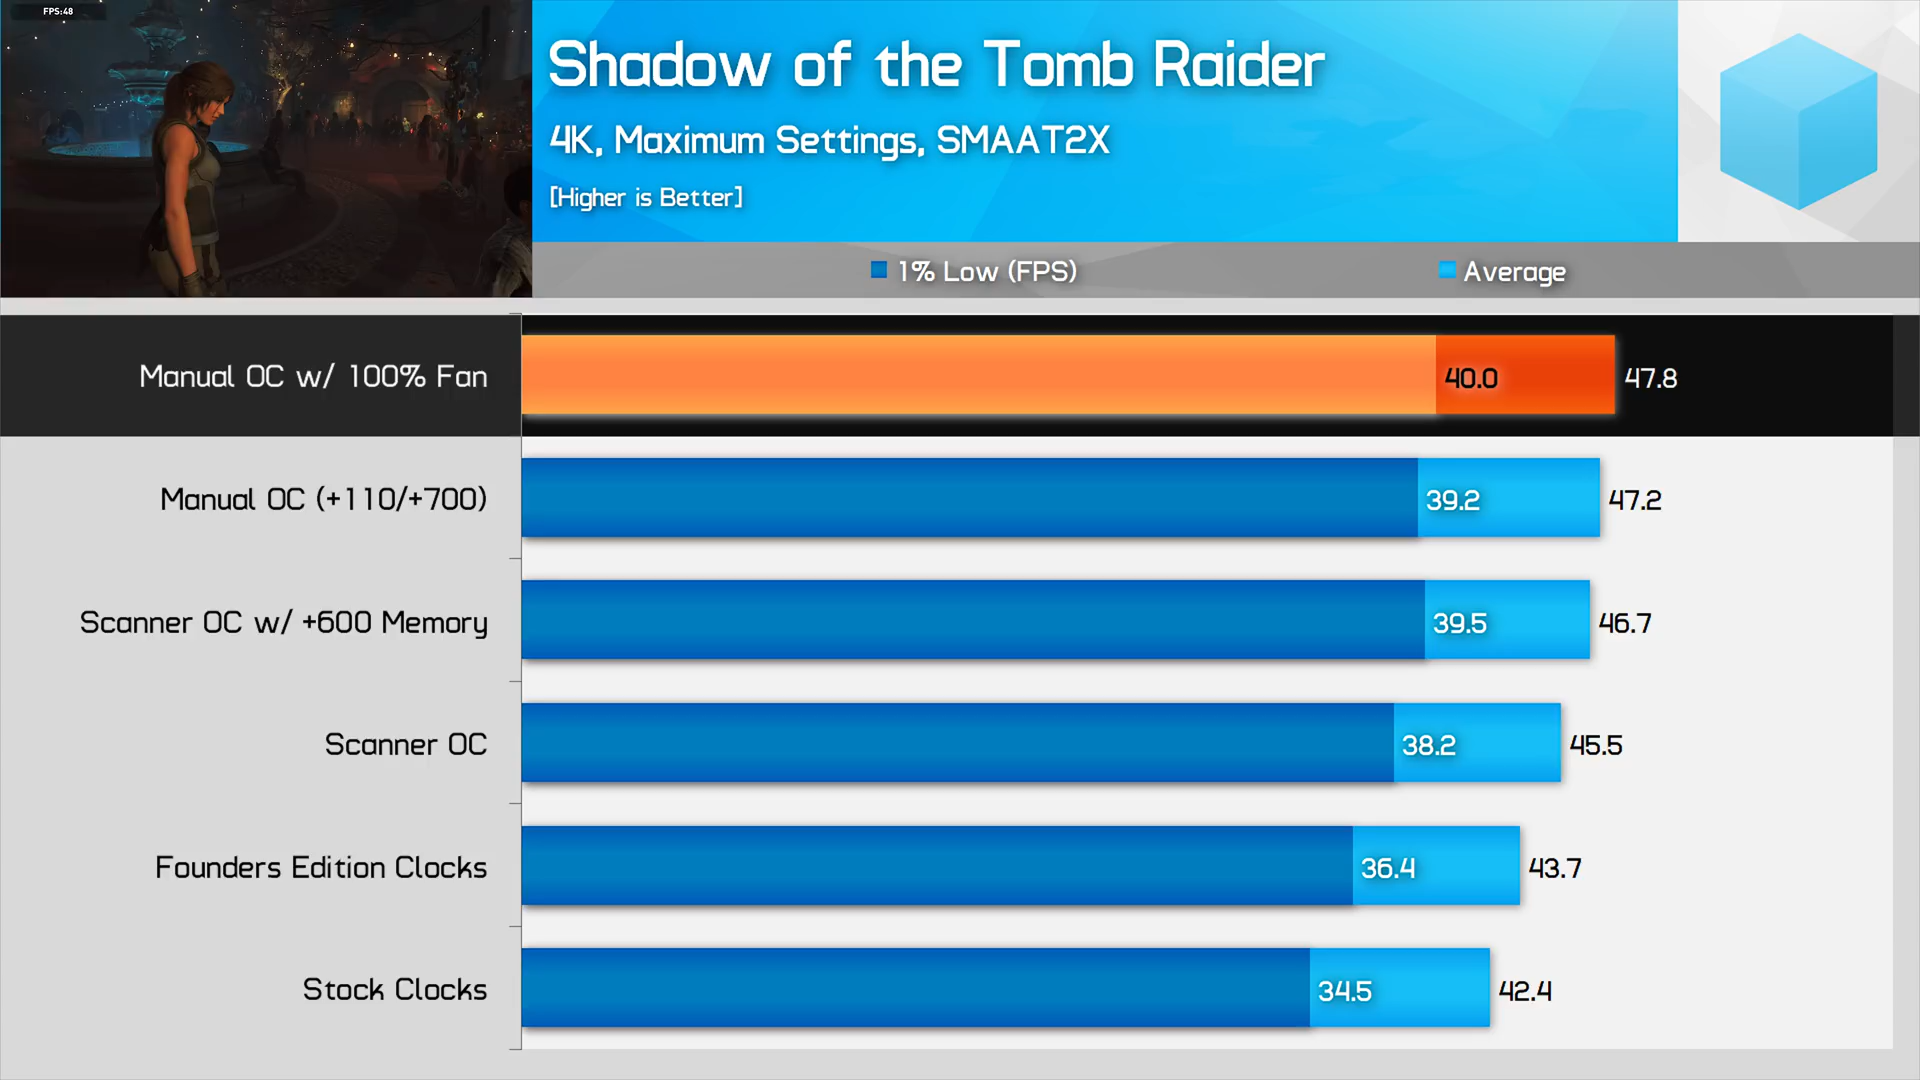 FPS:48
Shadow of the Tomb Raider
4K, Maximum Settings, SMAAT2X
[Higher is Better]
1% Low (FPS) Average
Manual OC w/ 100% Fan 40.0 47.8
Manual OC (+110/+700) 39.2 47.2
Scanner OC w/ +600 Memory 39.5 46.7
Scanner OC 38.2 45.5
Founders Edition Clocks 36.4 43.7
Stock Clocks 34.5 42.4